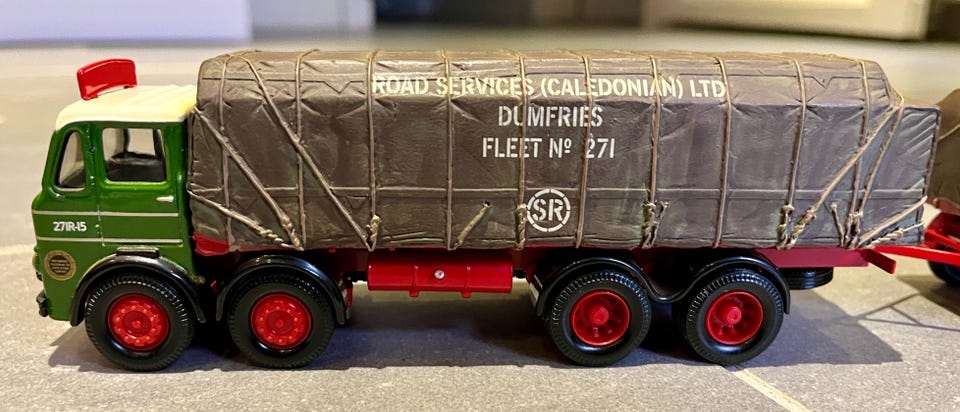 ROAD SERVICES (CALEDONIAN) LTD
DUMFRIES
FLEET Nº 271
SR
271R-15